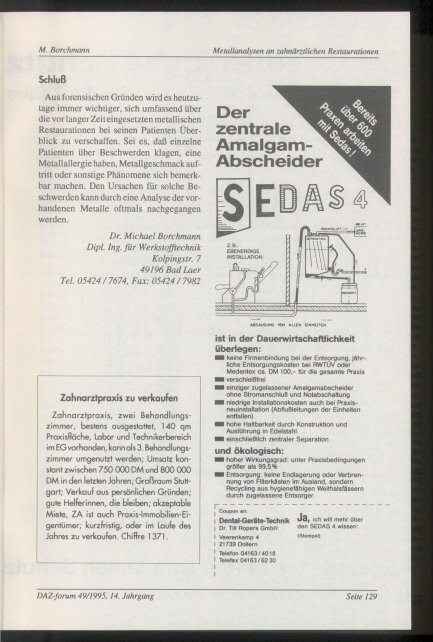 M. Borchmann
Metallanalysen an zahnärztlichen Restaurationen
Schluß
Aus forensischen Gründen wird es heutzu-
tage immer wichtiger, sich umfassend über
die vor langer Zeit eingesetzten metallischen
Restaurationen bei seinen Patienten Über-
blick zu verschaffen. Sei es, daß einzelne
Patienten über Beschwerden klagen, eine
Metallallergie haben, Metallgeschmack auf-
tritt oder sonstige Phänomene sich bemerk-
bar machen. Den Ursachen für solche Be-
schwerden kann durch eine Analyse der vor-
handenen Metalle oftmals nachgegangen
werden.
Dr. Michael Borchmann
Dipl. Ing. für Werkstofftechnik
Kolpingstr. 7
49196 Bad Laer
Tel. 05424 / 7674, Fax: 05424 / 7982
Zahnarztpraxis zu verkaufen
Zahnarztpraxis, zwei Behandlungs-
zimmer, bestens ausgestattet, 140 qm
Praxisfläche, Labor und Technikerbereich
im EG vorhanden, kann als 3. Behandlungs-
zimmer umgenutzt werden; Umsatz kon-
stant zwischen 750 000 DM und 800 000
DM in den letzten Jahren; Großraum Stutt-
gart; Verkauf aus persönlichen Gründen;
gute Helferinnen, die bleiben; akzeptable
Miete, ZA ist auch Praxis-Immobilien-Ei-
gentümer; kurzfristig, oder im Laufe des
Jahres zu verkaufen. Chiffre 1371.
Der
zentrale
Amalgam-
Abscheider
Bereits
über 600
Praxen arbeiten
mit Sedas!
SEDAS 4
Z.B.
EBENERDIGE
INSTALLATION:
ABSAUGUNG VON ALLEN EINHEITEN
ist in der Dauerwirtschaftlichkeit
überlegen:
keine Firmenbindung bei der Entsorgung, jähr-
liche Entsorgungskosten bei RWTÜV oder
Medentex ca. DM 100,- für die gesamte Praxis
verschleißfrei
einziger zugelassener Amalgamabscheider
ohne Stromanschluß und Notabschaltung
niedrige Installationskosten auch bei Praxis-
neuinstallation (Abflußleitungen der Einheiten
entfallen)
hohe Haltbarkeit durch Konstruktion und
Ausführung in Edelstahl
einschließlich zentraler Separation
und ökologisch:
hoher Wirkungsgrad: unter Praxisbedingungen
größer als 99,5%
Entsorgung: keine Endlagerung oder Verbren-
nung von Filterkästen im Ausland, sondern
Recycling aus hygienefähigen Weithalsfässern
durch zugelassene Entsorger
Coupon an:
Dental-Geräte-Technik
Dr. Till Ropers GmbH
Veerenkamp 4
21739 Dollern
Telefon 04163 / 40 18
Telefax 04163 / 62 30
Ja, ich will mehr über
den SEDAS 4 wissen:
(Stempel)
DAZ-forum 49/1995, 14. Jahrgang
Seite 129